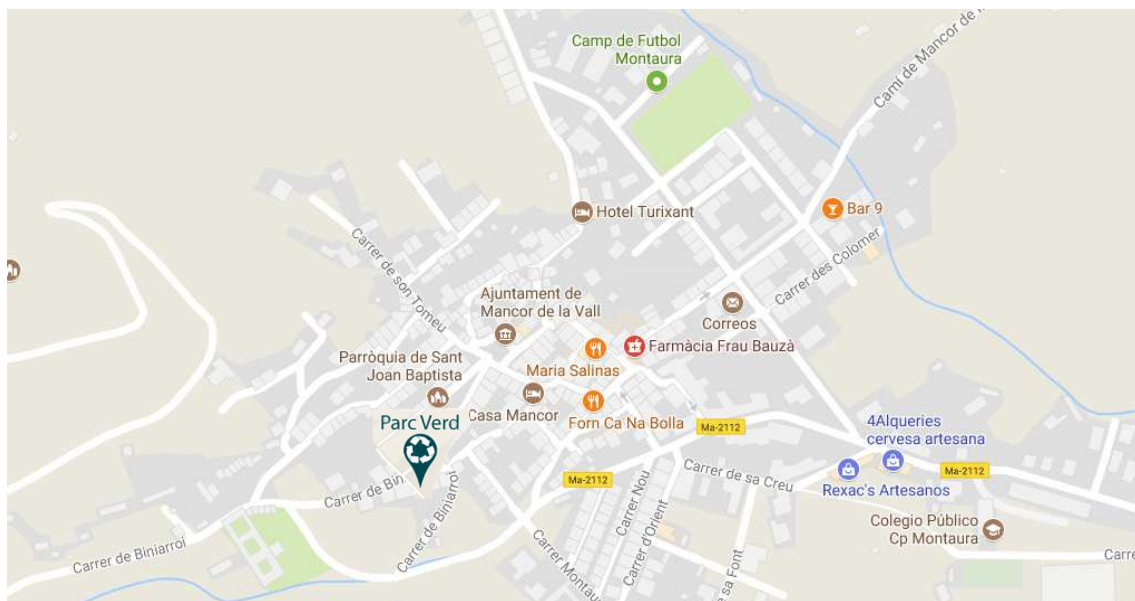 Camp de Futbol
Montaura
Camí de Mancor de
Hotel Turixant
Bar 9
Carrer des Colomer
Carrer de son Tomeu
Ajuntament de
Mancor de la Vall
Correos
Farmàcia Frau Bauzà
Maria Salinas
Parròquia de Sant
Joan Baptista
Casa Mancor
Forn Ca Na Bolla
Parc Verd
Ma-2112
4Alqueries
cervesa artesana
Ma-2112
Ma-2112
Carrer de sa Creu
Rexac's Artesanos
Carrer de Bin
Carrer de Biniarroi
Carrer Nou
Carrer d'Orient
Colegio Público
Cp Montaura
Carrer de Biniarroi
Carrer Montau
e sa Font
Carre